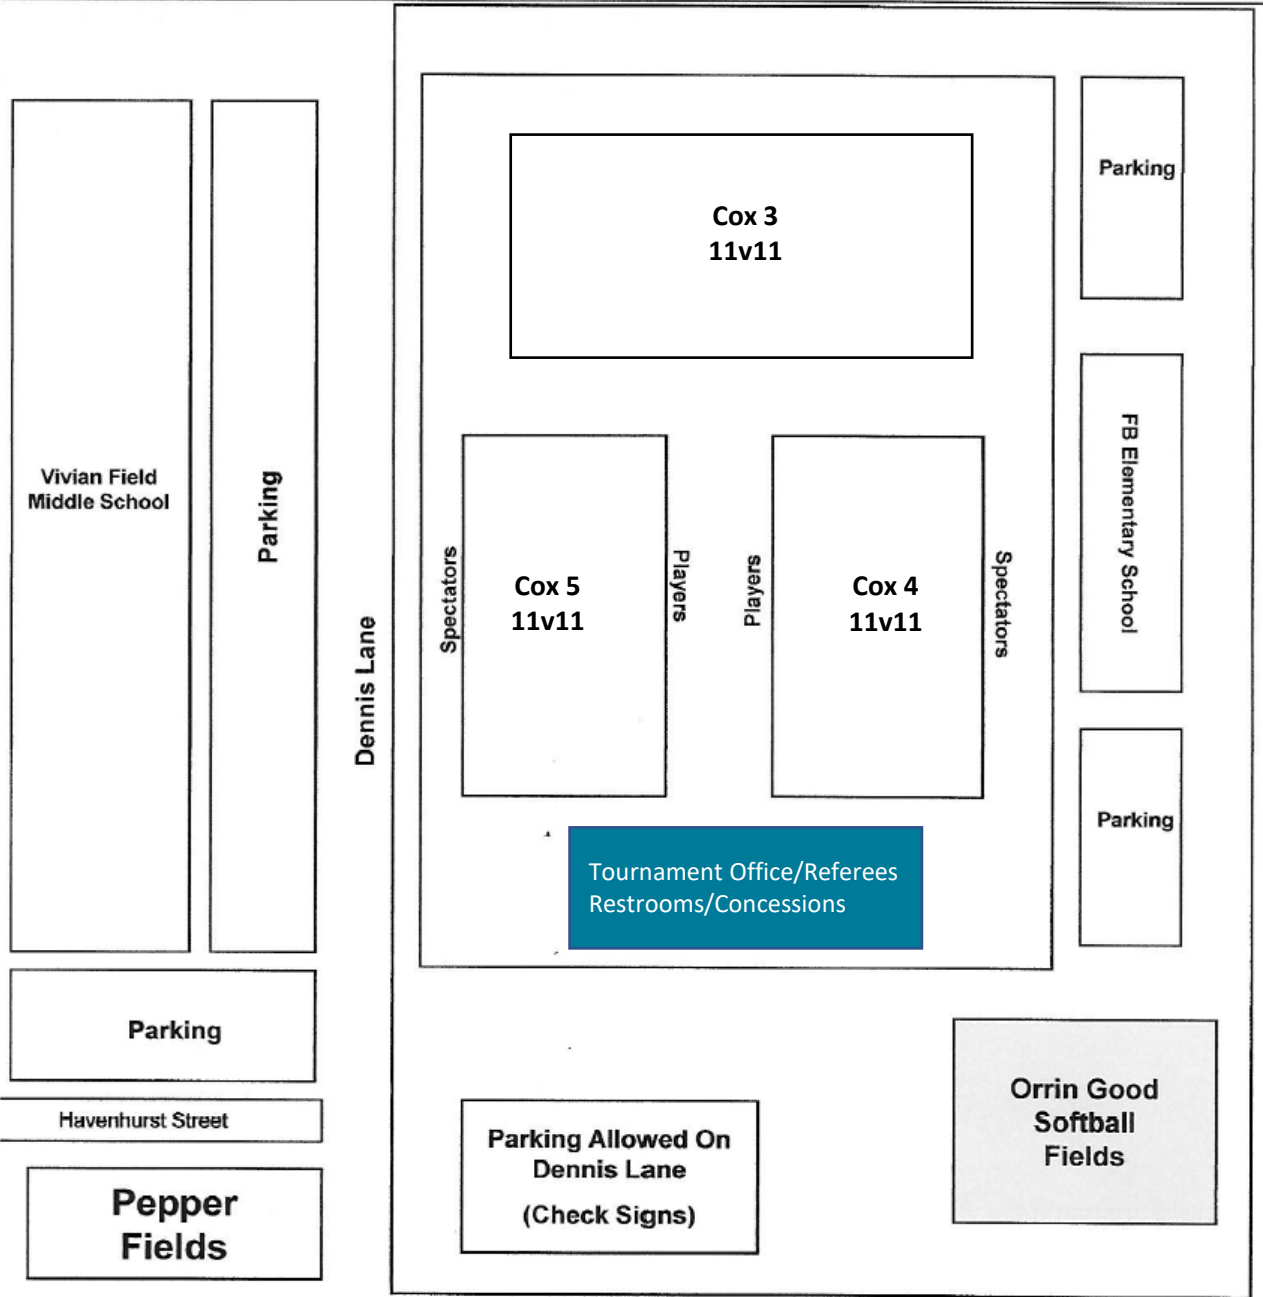 Cox 3
11v11
Parking
Vivian Field
Middle School
Parking
Dennis Lane
Spectators
Cox 5
11v11
Players
Players
Cox 4
11v11
Spectators
FB Elementary School
Parking
Tournament Office/Referees
Restrooms/Concessions
Parking
Havenhurst Street
Pepper
Fields
Parking Allowed On
Dennis Lane
(Check Signs)
Orrin Good
Softball
Fields